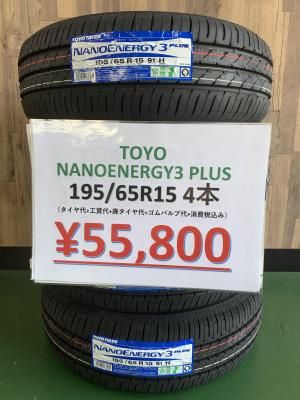 TOYO TIRES
NANOENERGY 3 PLUS
195/65 R 15 91 H
TOYO
NANOENERGY3 PLUS
195/65R15 4本
(タイヤ代+工賃代+廃タイヤ代+ゴムバルブ代+消費税込み)
¥55,800
TOYO TIRES
NANOENERGY 3 PLUS
195/65 R 15 91 H